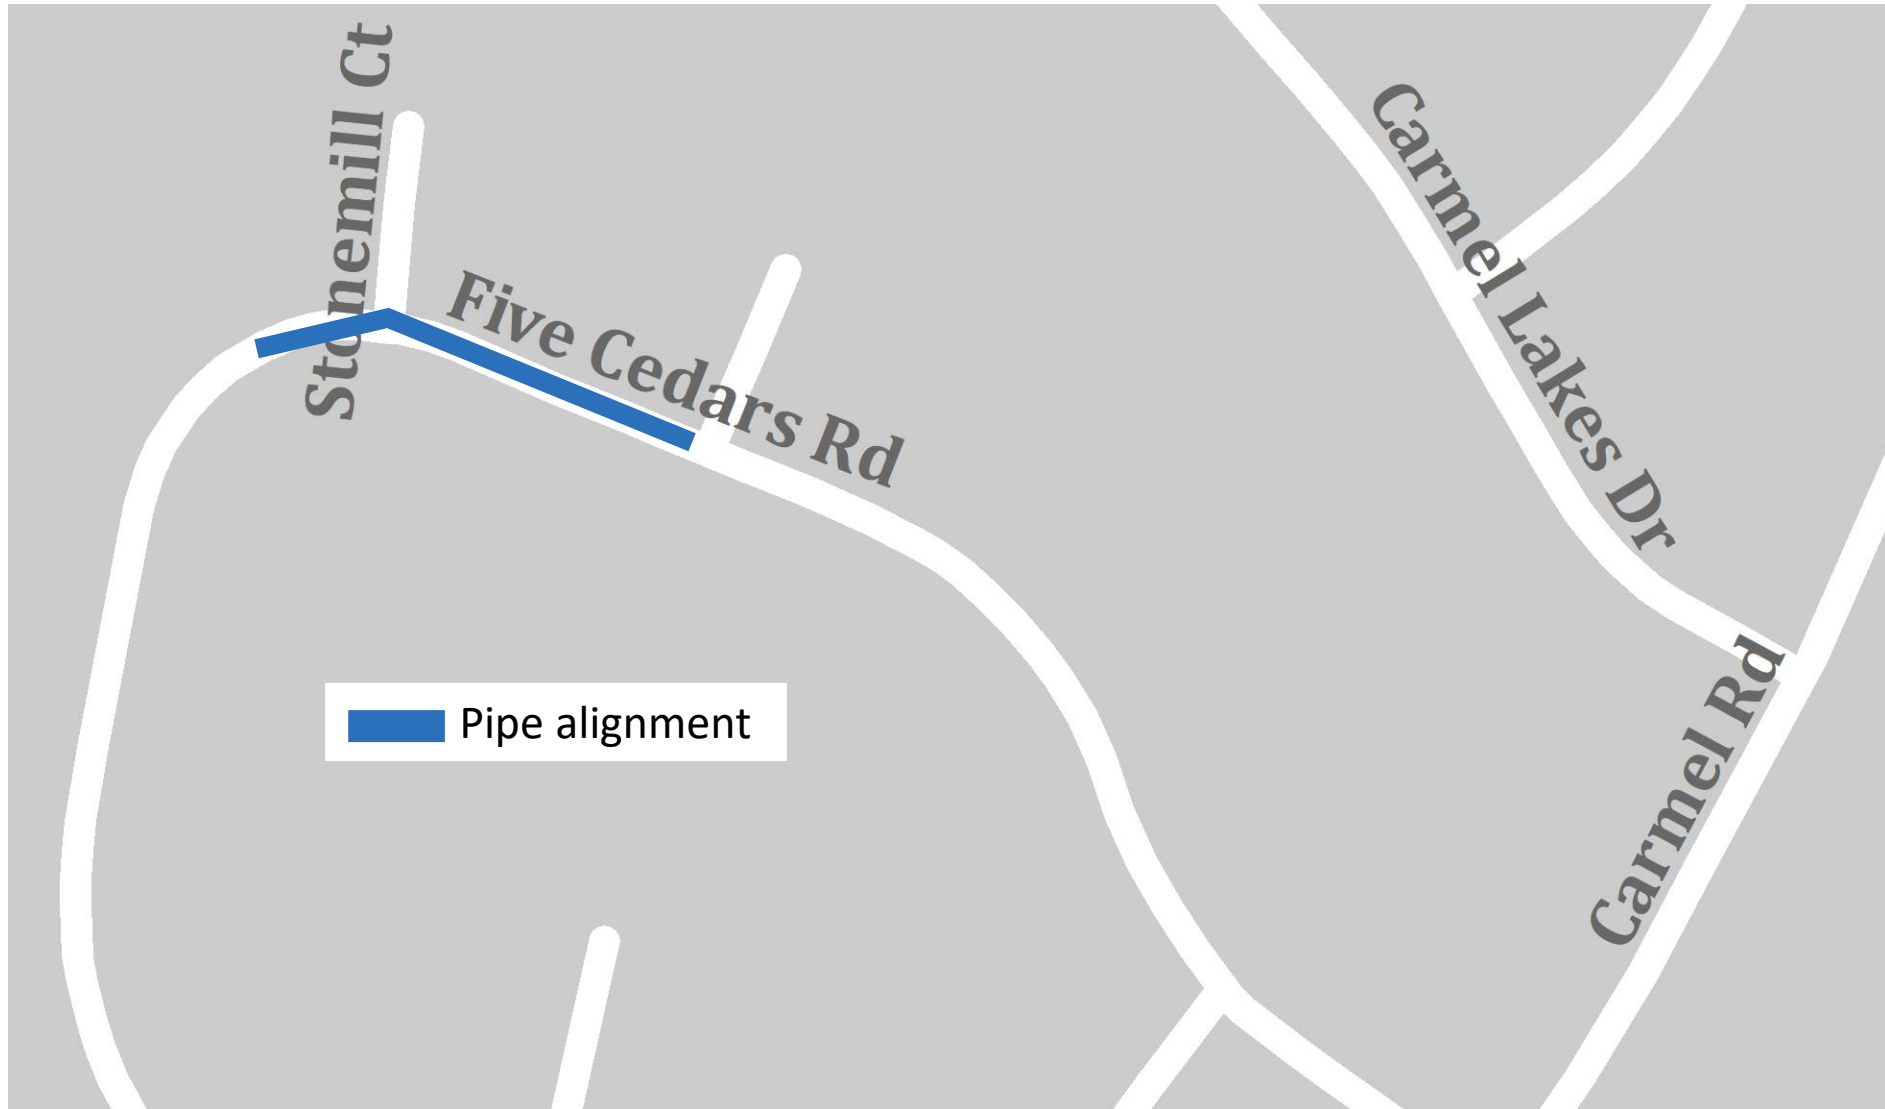 Stonemill Ct
Five Cedars Rd
Carmel Lakes Dr
Carmel Rd
Pipe alignment